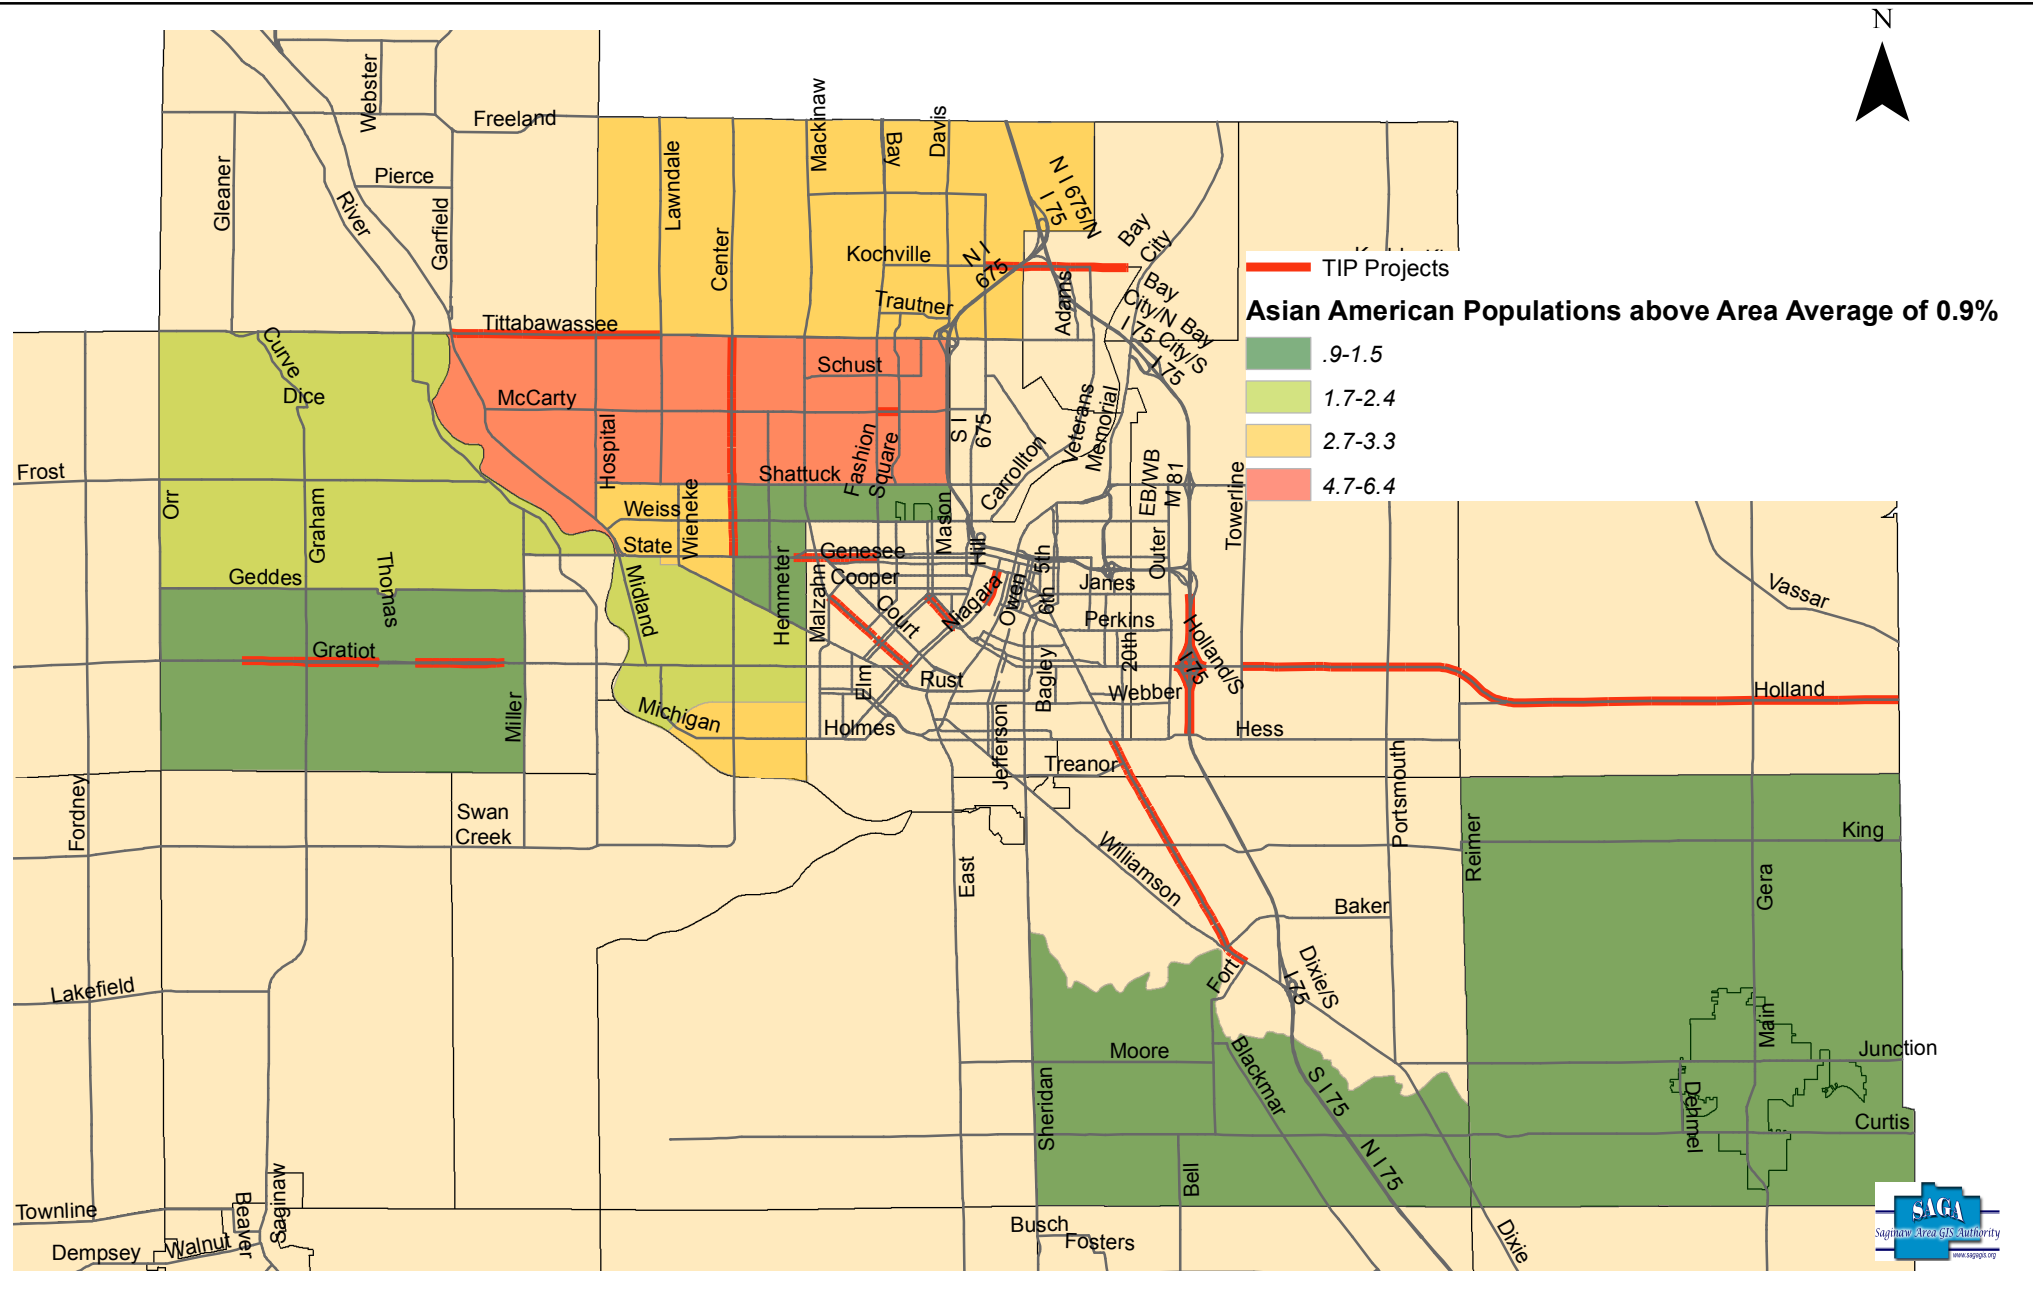 N
Webster
Freeland
Mackinaw
Bay
Davis
Gleaner
Pierce
River
Garfield
Lawndale
Center
N I 675/N
I 75
Kochville
N I
675
Bay
City
Trautner
Adams
Bay
City/N Bay
I 75 City/S
I 75
TIP Projects
Asian American Populations above Area Average of 0.9%
.9-1.5
1.7-2.4
2.7-3.3
4.7-6.4
Tittabawassee
Curve
Dice
Schust
McCarty
Hospital
Fashion
Square
Shattuck
S I
675
Carrollton
Veterans
Memorial
EB/WB
M 81
Towerline
Frost
Orr
Graham
Weiss
Wieneke
State
Mason
Hill
Genesee
Cooper
Court
Niagara
Owen
5th
6th
Janes
Outer
Perkins
20th
Vassar
Geddes
Thomas
Midland
Hemmeter
Malzahn
Gratiot
Elm
Rust
Bagley
Webber
Holland/S
I 75
Holland
Miller
Michigan
Holmes
Jefferson
Hess
Treanor
Portsmouth
Fordney
Swan
Creek
East
Williamson
Reimer
King
Gera
Baker
Lakefield
Fort
Dixie/S
I 75
Main
Moore
Blackmar
Junction
Sheridan
S I 75
Dehmel
Curtis
N I 75
Bell
Townline
Beaver
Saginaw
Dempsey
Walnut
Busch
Fosters
Dixie
SAGA
Saginaw Area GIS Authority
www.sagagis.org